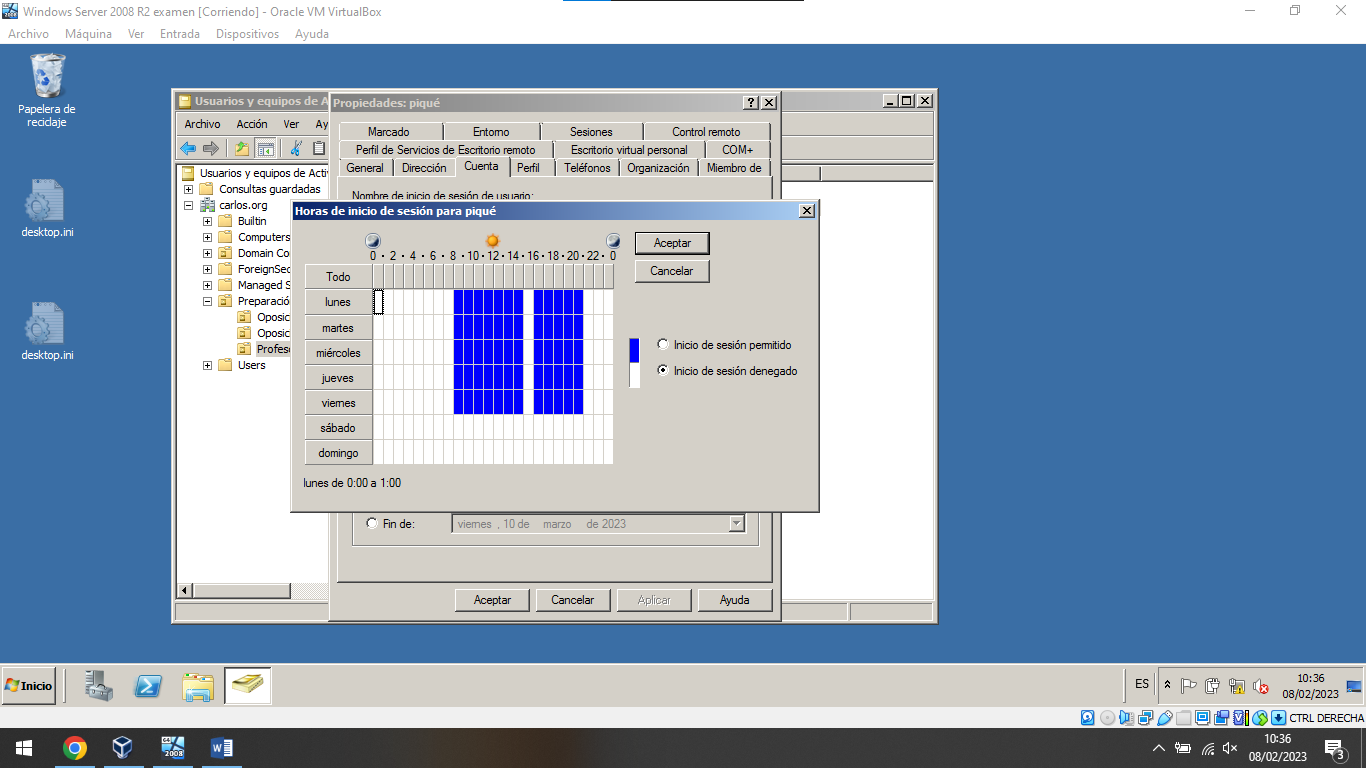 Windows Server 2008 R2 examen [Corriendo] - Oracle VM VirtualBox
Archivo Máquina Ver Entrada Dispositivos Ayuda
Papelera de
reciclaje
desktop.ini
desktop.ini
Usuarios y equipos de A
Archivo Acción Ver Ay
Usuarios y equipos de Acti
Consultas guardadas
carlos.org
Builtin
Computers
Domain Co
ForeignSec
Managed S
Preparació
Oposic
Oposic
Profeso
Users
Propiedades: piqué
Marcado Entorno Sesiones Control remoto
Perfil de Servicios de Escritorio remoto Escritorio virtual personal COM+
General Dirección Cuenta Perfil Teléfonos Organización Miembro de
Nombre de inicio de sesión de usuario:
Horas de inicio de sesión para piqué
0 · 2 · 4 · 6 · 8 · 10 · 12 · 14 · 16 · 18 · 20 · 22 · 0
Todo
lunes
martes
miércoles
jueves
viernes
sábado
domingo
Aceptar
Cancelar
Inicio de sesión permitido
Inicio de sesión denegado
lunes de 0:00 a 1:00
Fin de: viernes , 10 de marzo de 2023
Aceptar Cancelar Aplicar Ayuda
Inicio
ES
10:36
08/02/2023
CTRL DERECHA
2008
10:36
08/02/2023
3